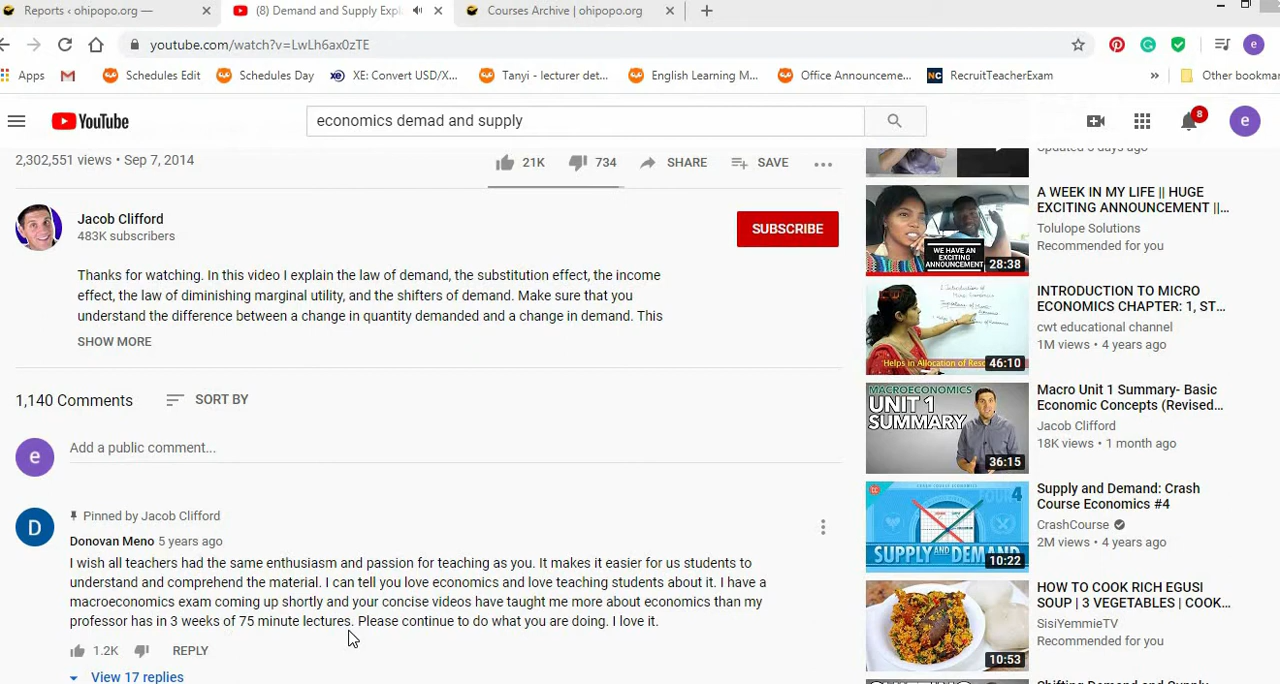 Reports ‹ ohipopo.org —
(8) Demand and Supply Expl
Courses Archive | ohipopo.org
youtube.com/watch?v=LwLh6ax0zTE
Apps
Schedules Edit
Schedules Day
XE: Convert USD/X...
Tanyi - lecturer det...
English Learning M...
Office Announceme...
RecruitTeacherExam
»
Other bookmar
YouTube
economics demad and supply
8
e
2,302,551 views • Sep 7, 2014
21K
734
SHARE
SAVE
Updated 3 days ago
Jacob Clifford
483K subscribers
SUBSCRIBE
Thanks for watching. In this video I explain the law of demand, the substitution effect, the income
effect, the law of diminishing marginal utility, and the shifters of demand. Make sure that you
understand the difference between a change in quantity demanded and a change in demand. This
SHOW MORE
1,140 Comments
SORT BY
e
Add a public comment...
D
Pinned by Jacob Clifford
Donovan Meno 5 years ago
I wish all teachers had the same enthusiasm and passion for teaching as you. It makes it easier for us students to
understand and comprehend the material. I can tell you love economics and love teaching students about it. I have a
macroeconomics exam coming up shortly and your concise videos have taught me more about economics than my
professor has in 3 weeks of 75 minute lectures. Please continue to do what you are doing. I love it.
1.2K
REPLY
View 17 replies
WE HAVE AN
EXCITING
ANNOUNCEMENT
28:38
A WEEK IN MY LIFE || HUGE
EXCITING ANNOUNCEMENT ||...
Tolulope Solutions
Recommended for you
Helps in Allocation of Res
46:10
INTRODUCTION TO MICRO
ECONOMICS CHAPTER: 1, ST...
cwt educational channel
1M views • 4 years ago
MACROECONOMICS
UNIT 1
SUMMARY
36:15
Macro Unit 1 Summary- Basic
Economic Concepts (Revised...
Jacob Clifford
18K views • 1 month ago
4
SUPPLY AND DEMAND
10:22
Supply and Demand: Crash
Course Economics #4
CrashCourse
2M views • 4 years ago
10:53
HOW TO COOK RICH EGUSI
SOUP | 3 VEGETABLES | COOK...
SisiYemmieTV
Recommended for you